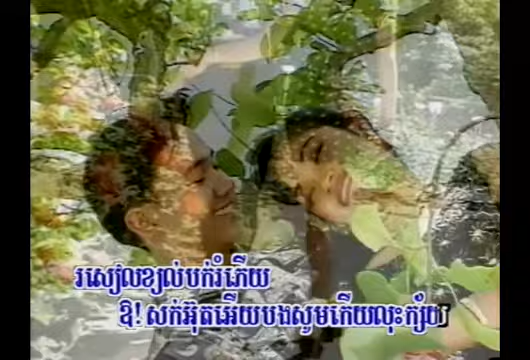 រសៀលខ្យល់បក់រំភើយ
ឱ! សក់អ៊ុតអើយបងសូមកើយលុះក្ស័យ